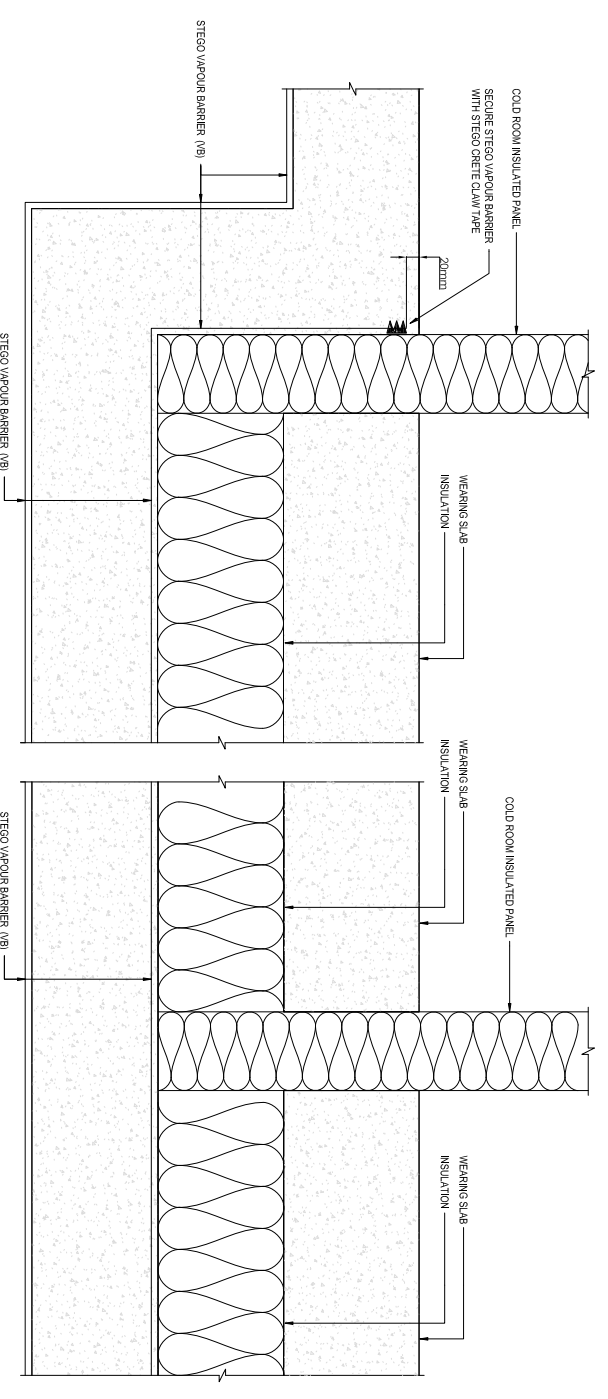 COLD ROOM INSULATED PANEL
SECURE STEGO VAPOUR BARRIER
WITH STEGO CRETE CLAW TAPE
20mm
STEGO VAPOUR BARRIER (VB)
WEARING SLAB
INSULATION
STEGO VAPOUR BARRIER (VB)
COLD ROOM INSULATED PANEL
WEARING SLAB
INSULATION
STEGO VAPOUR BARRIER (VB)
WEARING SLAB
INSULATION